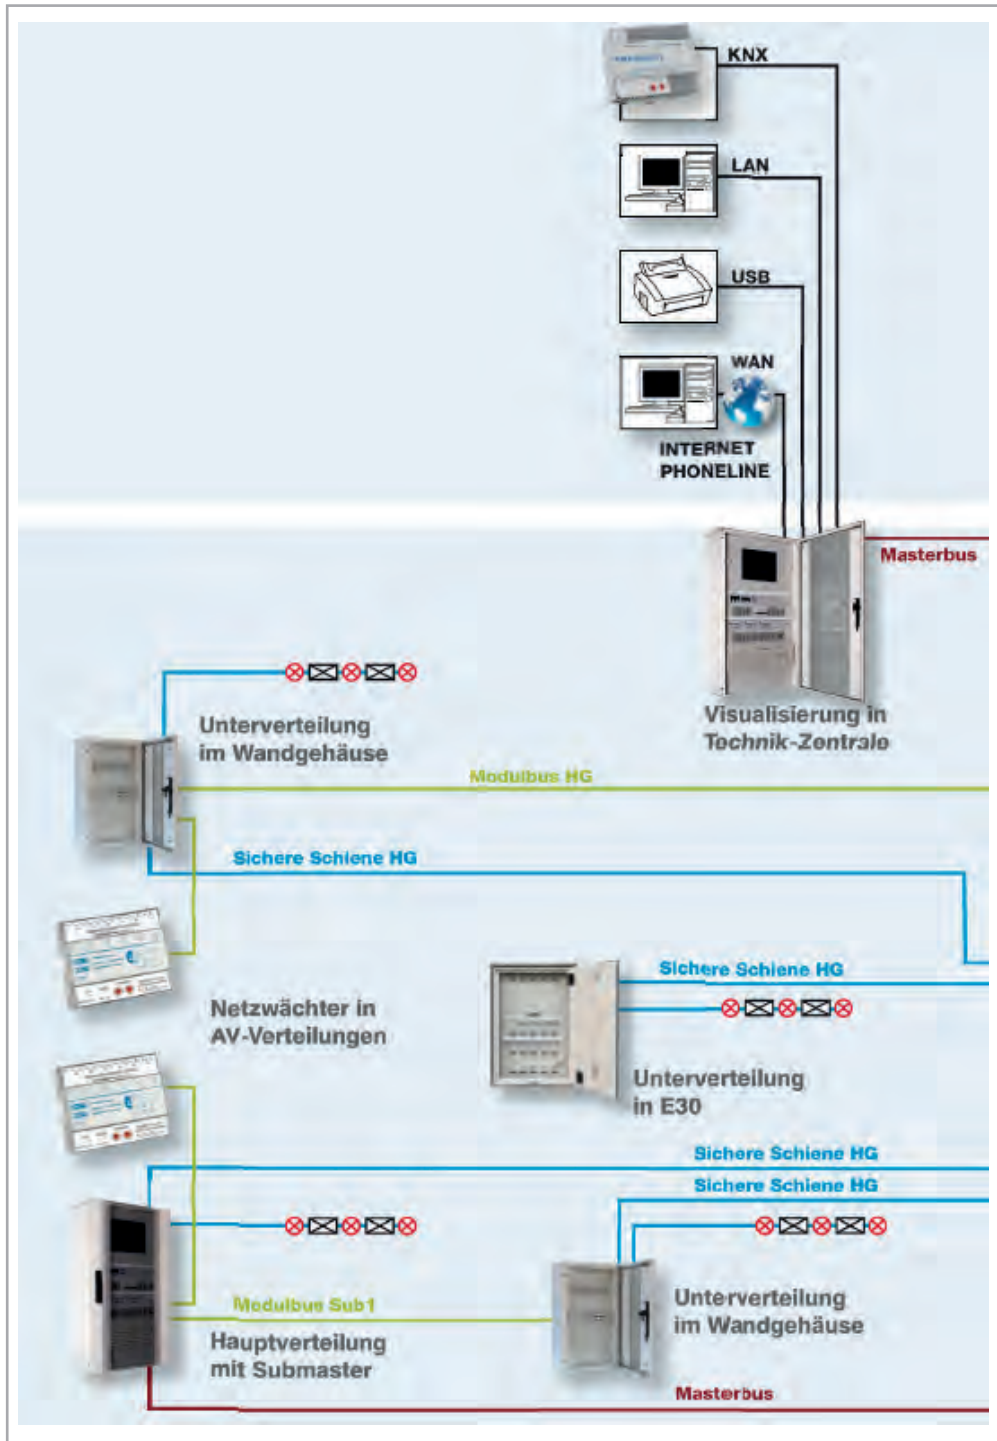 KNX
LAN
USB
WAN
INTERNET
PHONELINE
Masterbus
Visualisierung in
Technik-Zentrale
Unterverteilung
im Wandgehäuse
Modulbus HG
Sichere Schiene HG
Sichere Schiene HG
Netzwächter in
AV-Verteilungen
Unterverteilung
in E30
Sichere Schiene HG
Sichere Schiene HG
Modulbus Sub1
Hauptverteilung
mit Submaster
Unterverteilung
im Wandgehäuse
Masterbus